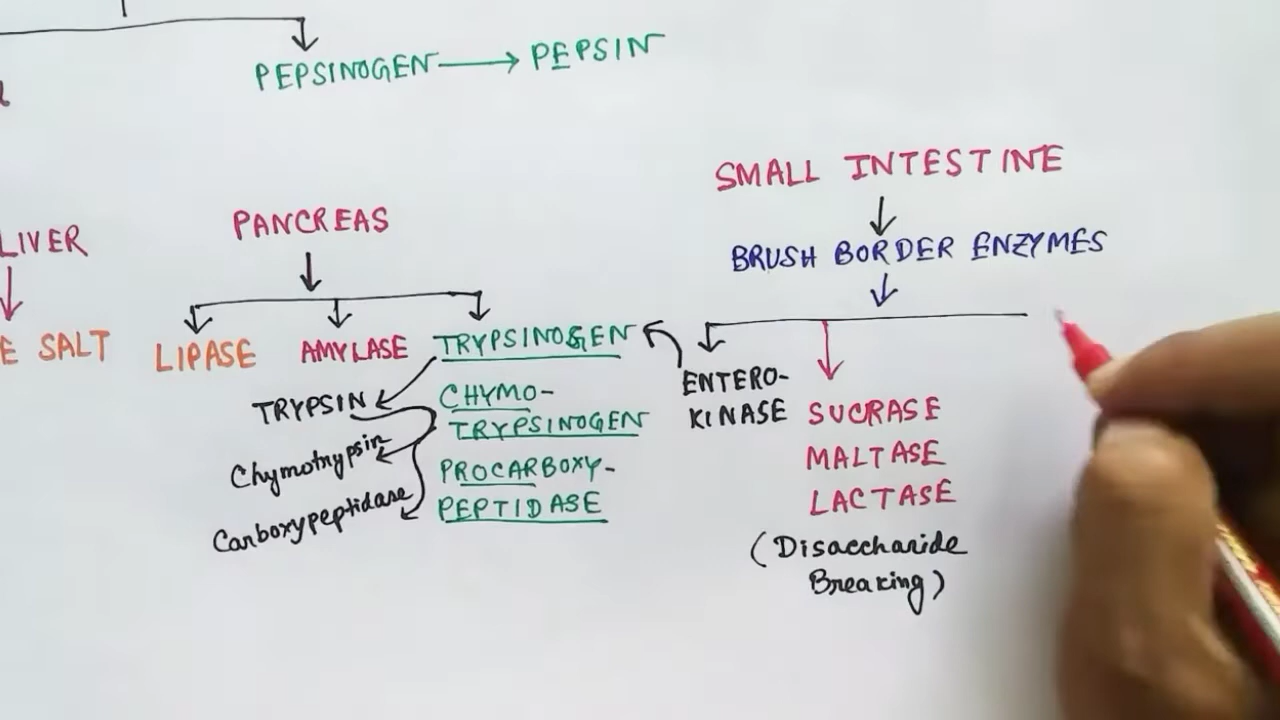 PEPSINOGEN → PEPSIN
SMALL INTESTINE
BRUSH BORDER ENZYMES
LIVER
PANCREAS
E SALT
LIPASE
AMYLASE
TRYPSINOGEN
CHYMO-
TRYPSINOGEN
PROCARBOXY-
PEPTIDASE
TRYPSIN
Chymotrypsin
Carboxypeptidase
ENTERO-
KINASE
SUCRASE
MALTASE
LACTASE
(Disaccharide
Breaking)